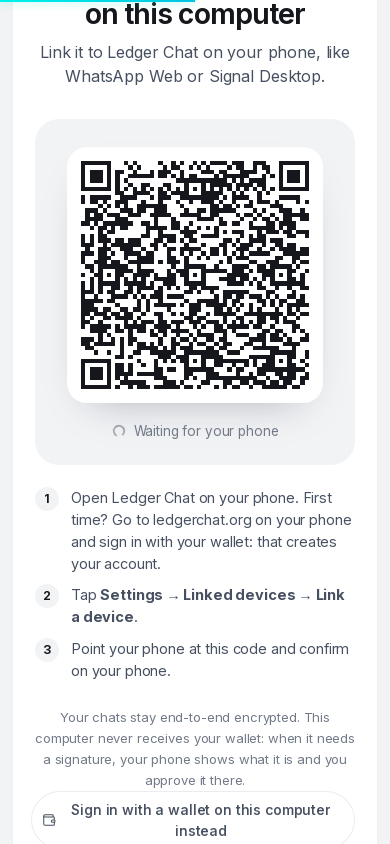 on this computer
Link it to Ledger Chat on your phone, like
WhatsApp Web or Signal Desktop.
Waiting for your phone
1 Open Ledger Chat on your phone. First
time? Go to ledgerchat.org on your phone
and sign in with your wallet: that creates
your account.
2 Tap Settings → Linked devices → Link
a device.
3 Point your phone at this code and confirm
on your phone.
Your chats stay end-to-end encrypted. This
computer never receives your wallet: when it needs
a signature, your phone shows what it is and you
approve it there.
Sign in with a wallet on this computer
instead